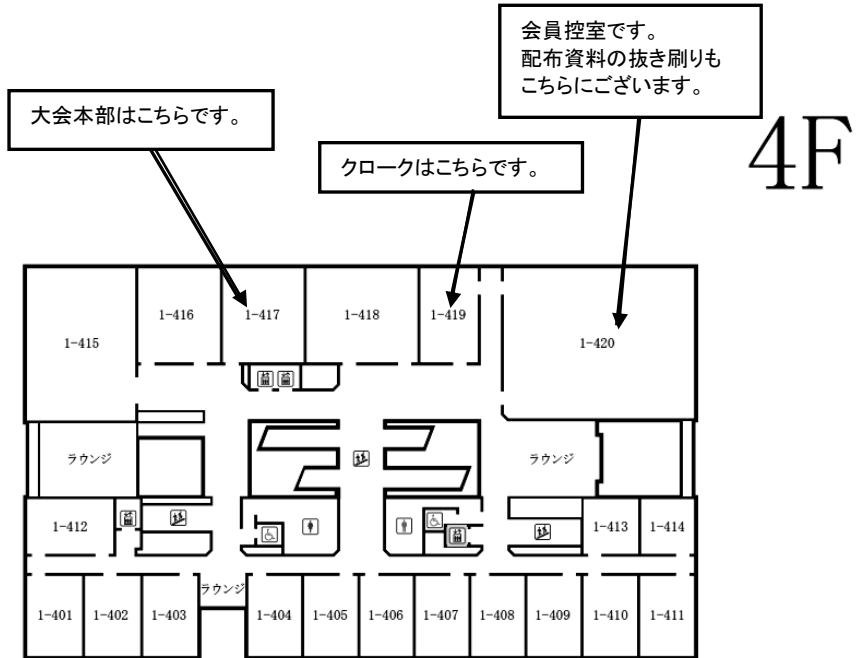 会員控室です。
配布資料の抜き刷りも
こちらにございます。
大会本部はこちらです。
クロークはこちらです。
4F
1-415
1-416
1-417
1-418
1-419
1-420
ラウンジ
ラウンジ
1-412
1-413
1-414
ラウンジ
1-401
1-402
1-403
1-404
1-405
1-406
1-407
1-408
1-409
1-410
1-411